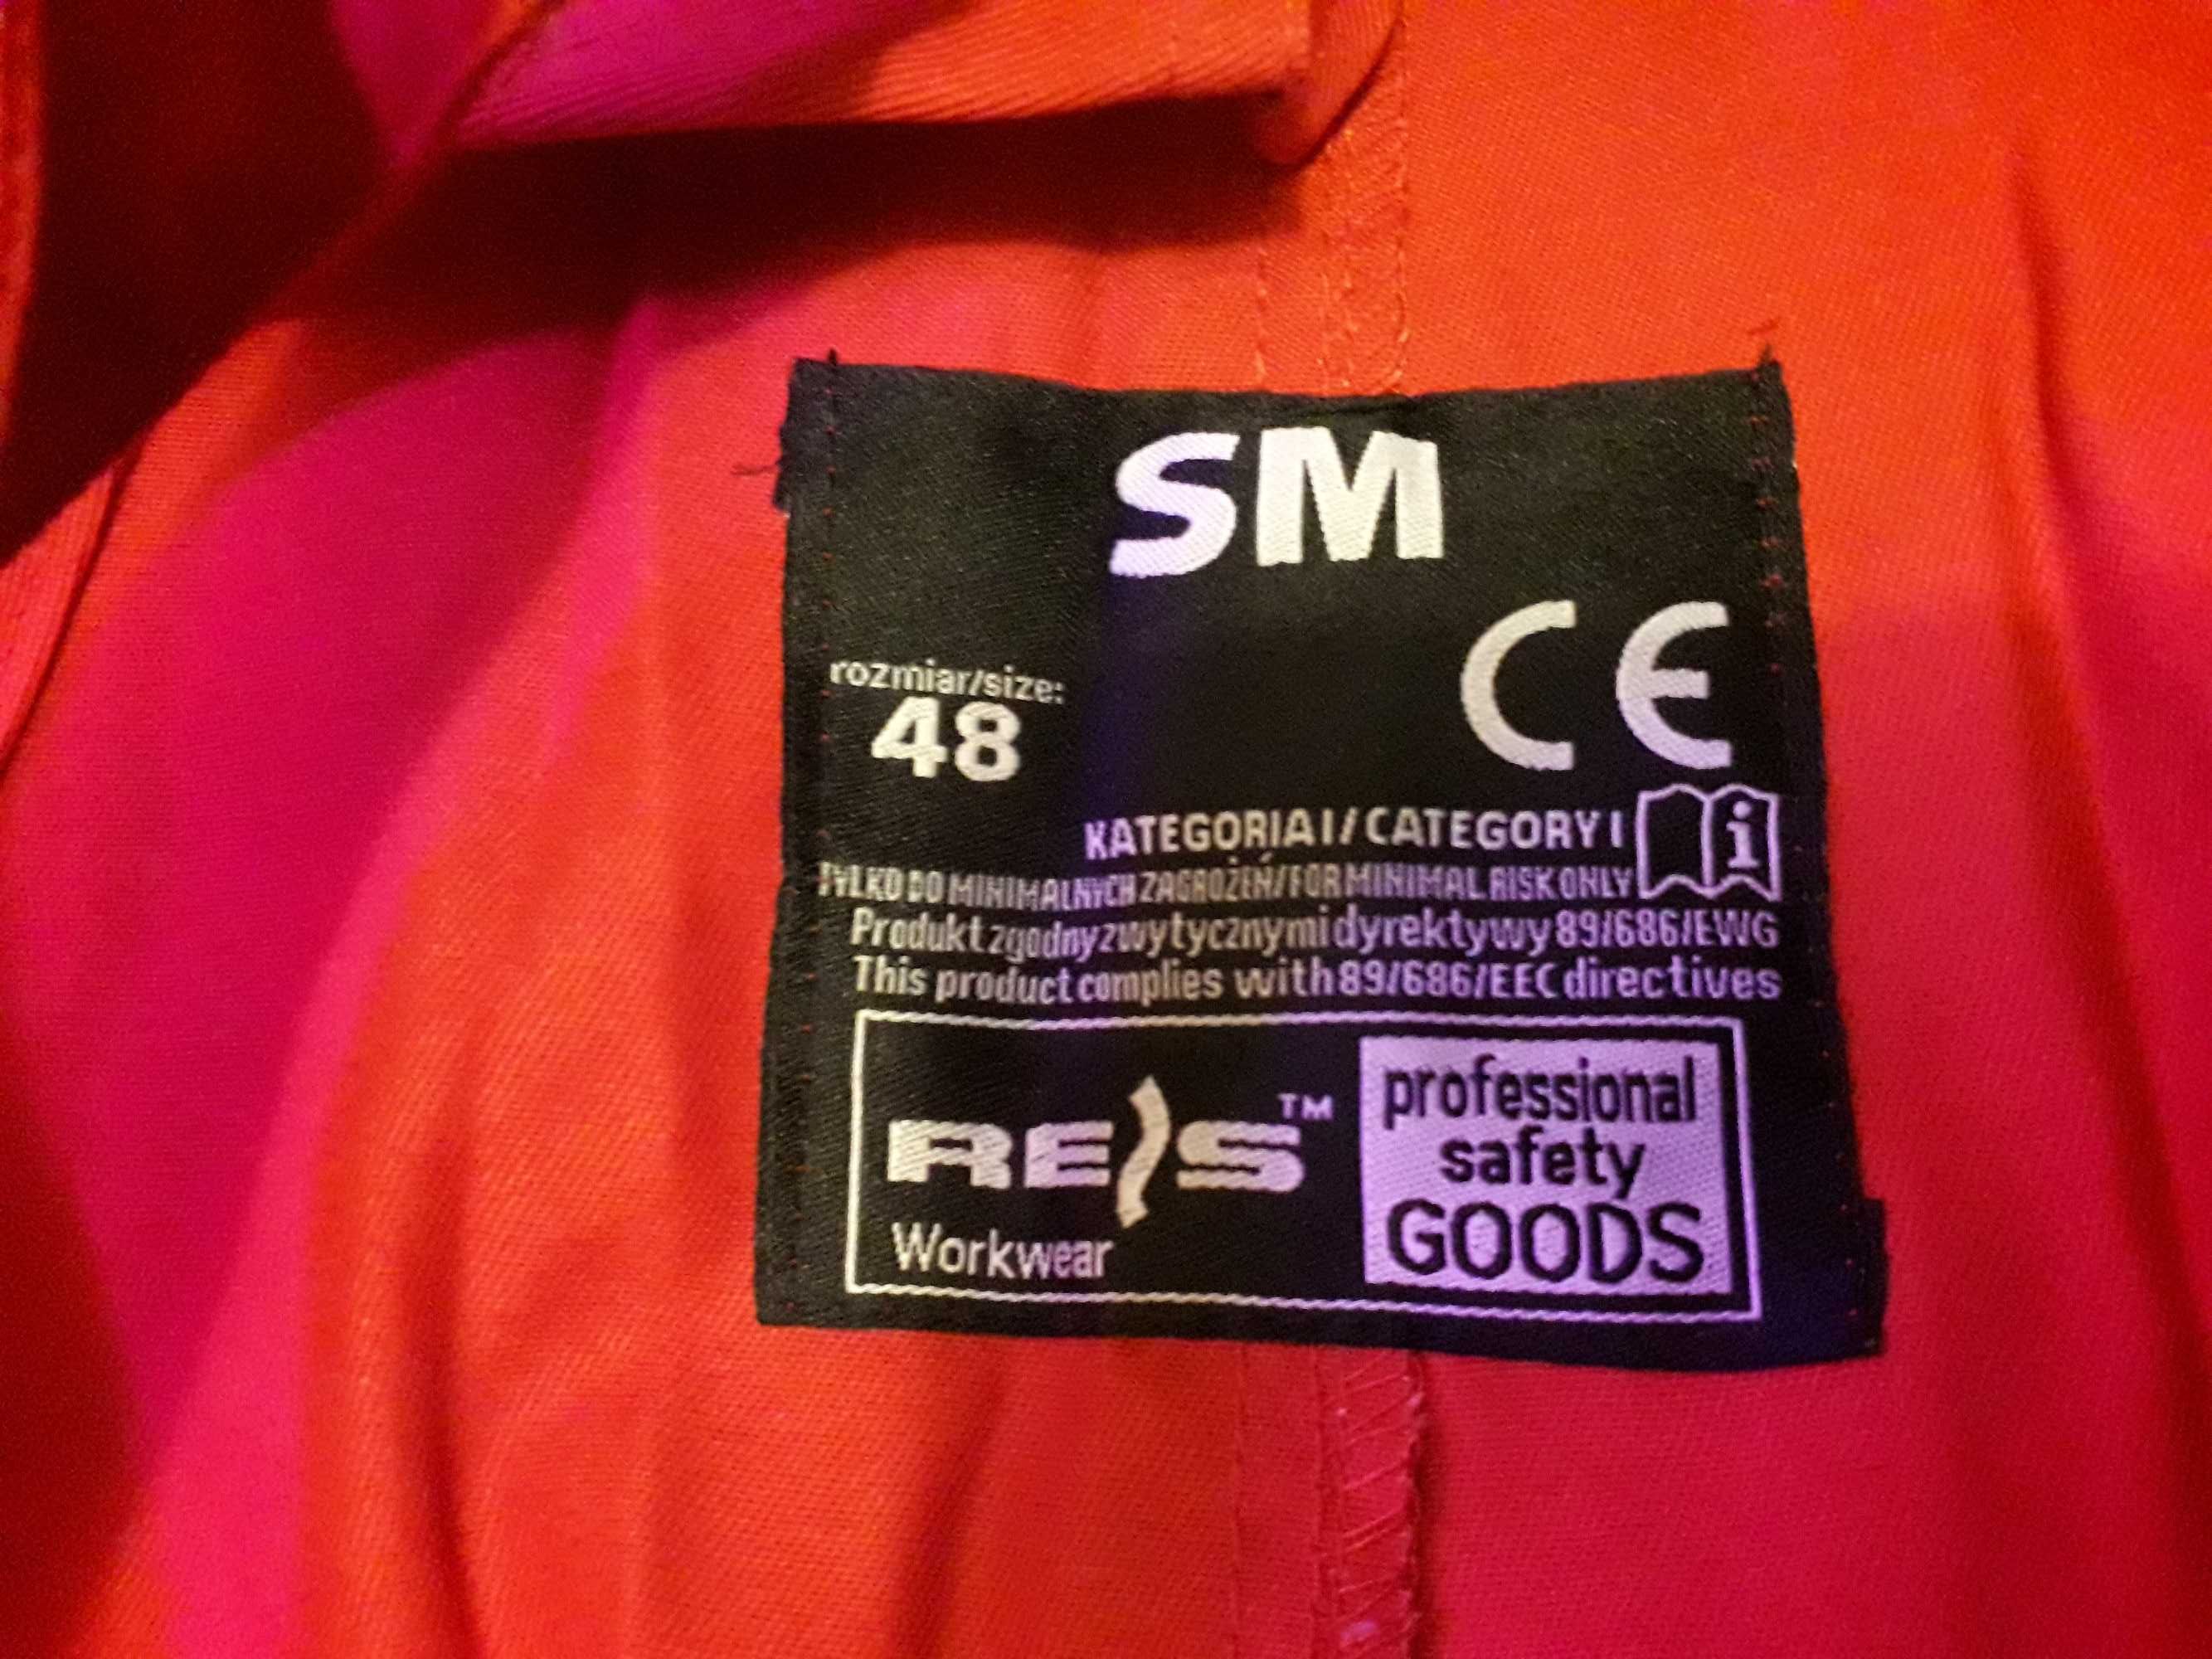 SM
CE
rozmiar/size:
48
KATEGORIA I / CATEGORY I
TYLKO DO MINIMALNYCH ZAGROŻEŃ/FOR MINIMAL RISK ONLY
Produkt zgodny z wytycznymi dyrektywy 89/686/EWG
This product complies with 89/686/EEC directives
REIS™
Workwear
professional
safety
GOODS